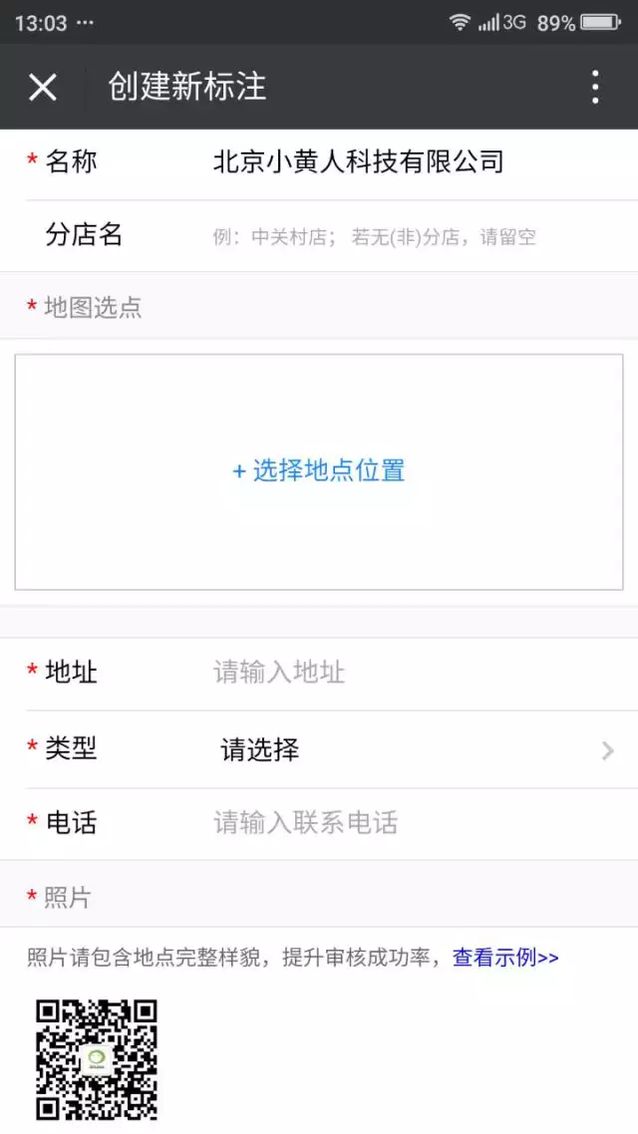 13:03 ··· 3G 89%
创建新标注
* 名称 北京小黄人科技有限公司
分店名 例：中关村店； 若无(非)分店，请留空
* 地图选点
+ 选择地点位置
* 地址 请输入地址
* 类型 请选择
* 电话 请输入联系电话
* 照片
照片请包含地点完整样貌，提升审核成功率，查看示例>>